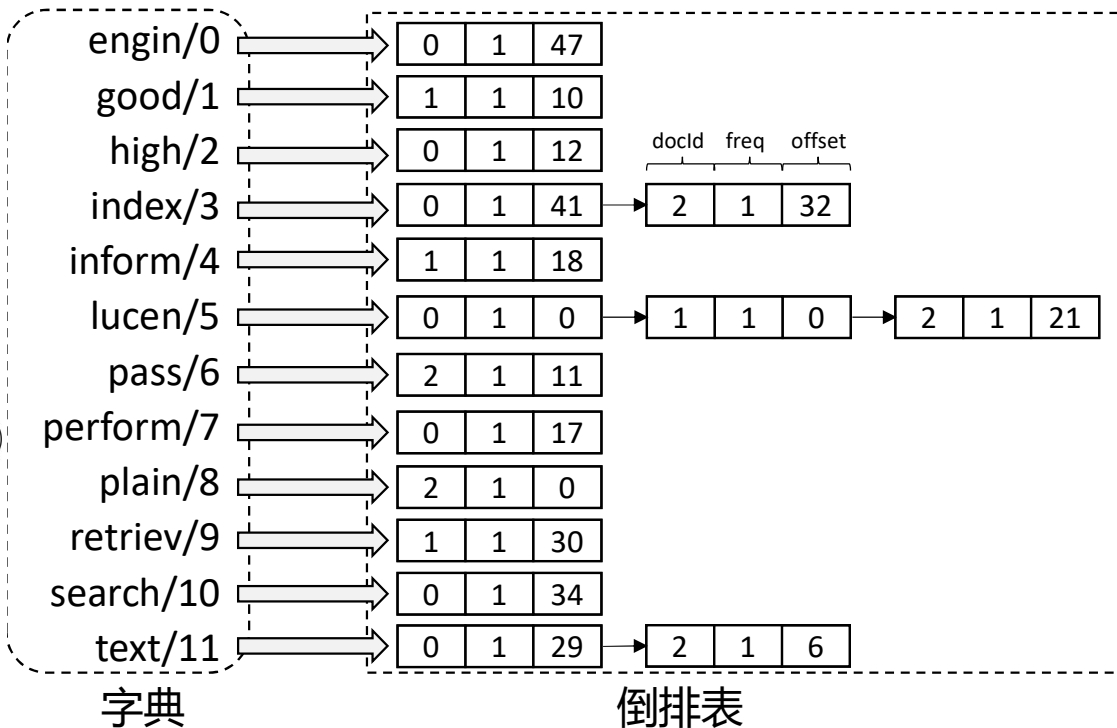 engin/0 0 1 47
good/1 1 1 10
high/2 0 1 12
docId freq offset
index/3 0 1 41 2 1 32
inform/4 1 1 18
lucen/5 0 1 0 1 1 0 2 1 21
pass/6 2 1 11
)
perform/7 0 1 17
plain/8 2 1 0
retriev/9 1 1 30
search/10 0 1 34
text/11 0 1 29 2 1 6
字典 倒排表